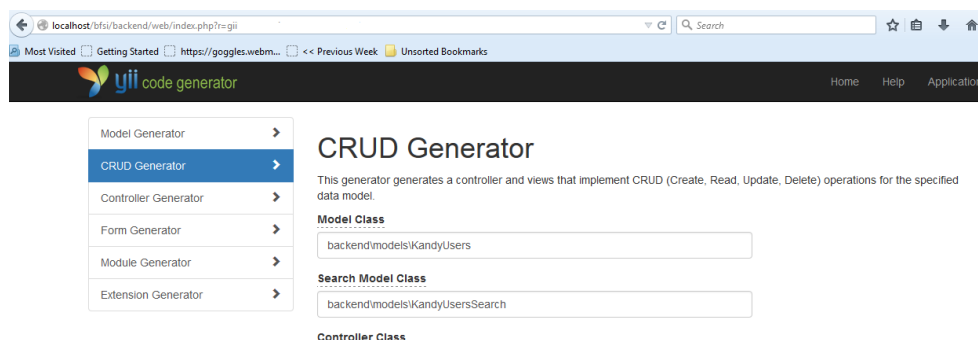 localhost/bfsi/backend/web/index.php?r=gii
Search
Most Visited Getting Started https://goggles.webm... << Previous Week Unsorted Bookmarks
yii code generator
Home Help Application
Model Generator
CRUD Generator
Controller Generator
Form Generator
Module Generator
Extension Generator
CRUD Generator
This generator generates a controller and views that implement CRUD (Create, Read, Update, Delete) operations for the specified
data model.
Model Class
backend\models\KandyUsers
Search Model Class
backend\models\KandyUsersSearch
Controller Class